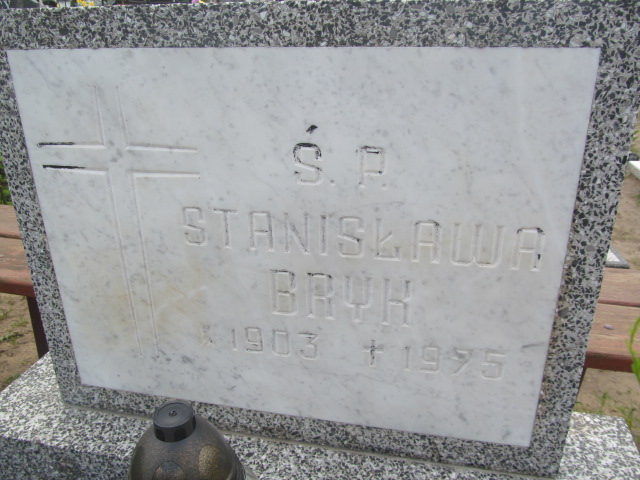 Ś. P.
STANISŁAWA
BRYK
* 1903 † 1975